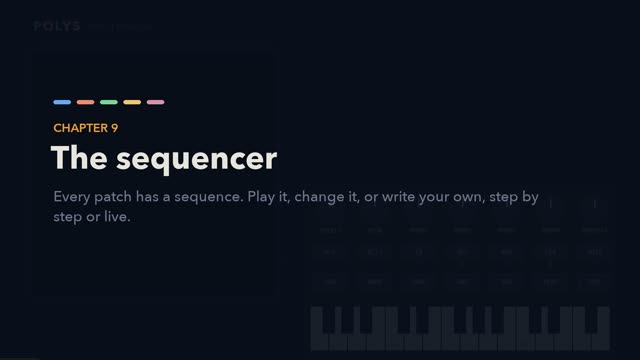 POLYS
CHAPTER 9
The sequencer
Every patch has a sequence. Play it, change it, or write your own, step by
step or live.